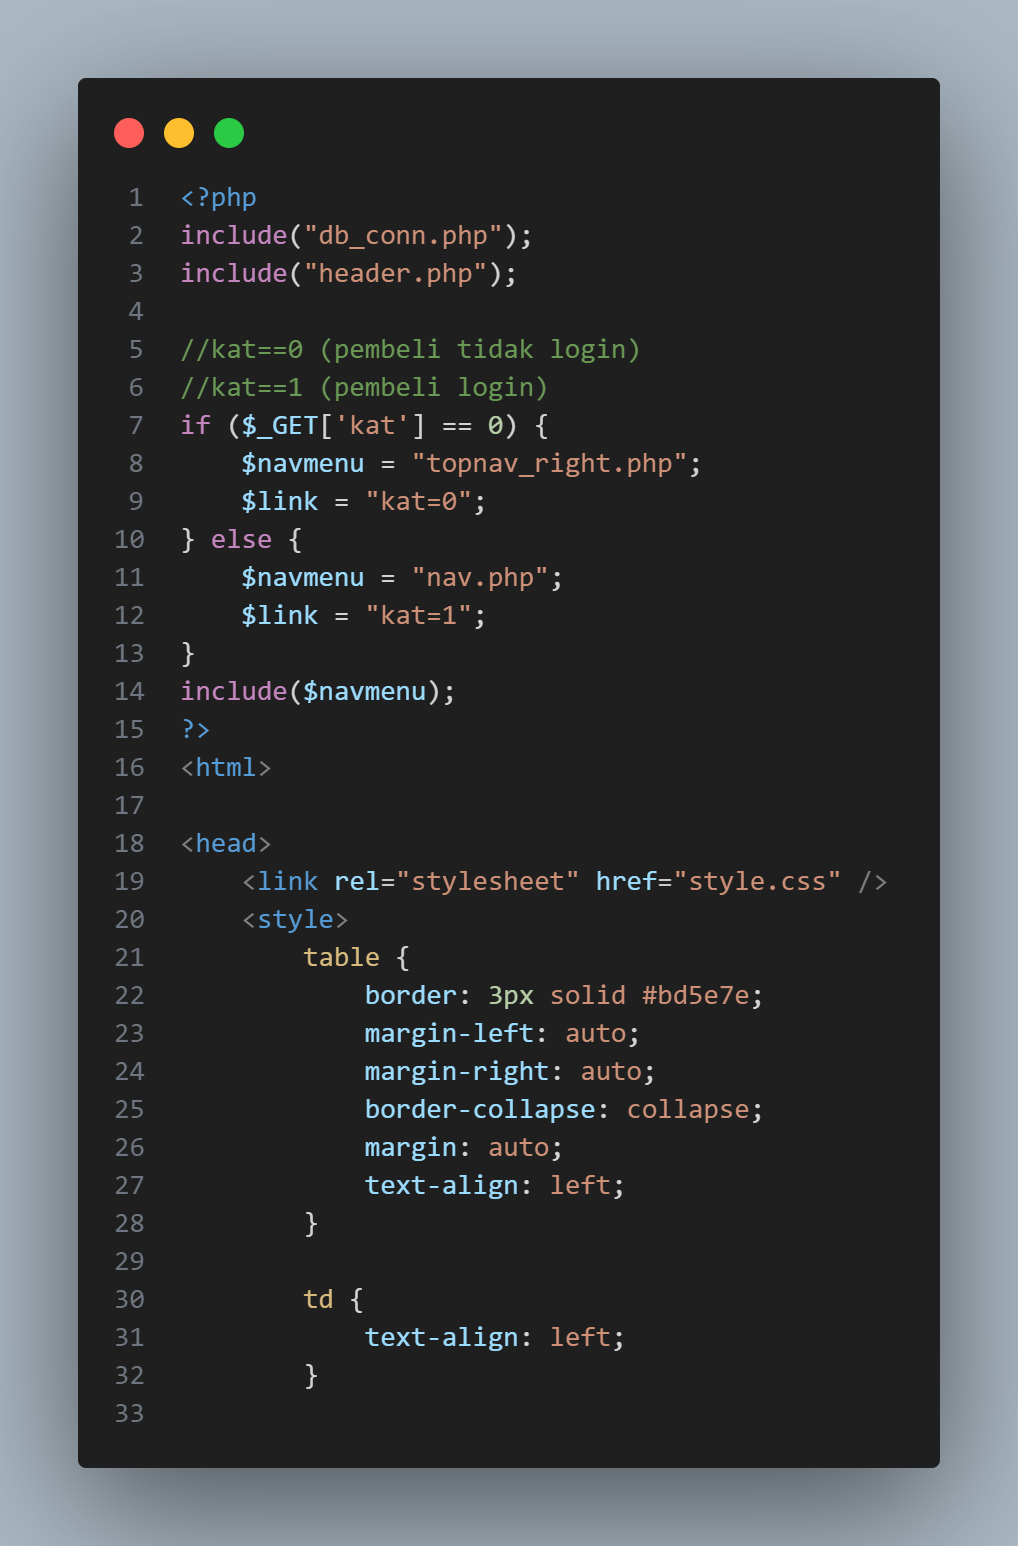 1 <?php
2 include("db_conn.php");
3 include("header.php");
4
5 //kat==0 (pembeli tidak login)
6 //kat==1 (pembeli login)
7 if ($_GET['kat'] == 0) {
8     $navmenu = "topnav_right.php";
9     $link = "kat=0";
10 } else {
11     $navmenu = "nav.php";
12     $link = "kat=1";
13 }
14 include($navmenu);
15 ?>
16 <html>
17
18 <head>
19     <link rel="stylesheet" href="style.css" />
20     <style>
21         table {
22             border: 3px solid #bd5e7e;
23             margin-left: auto;
24             margin-right: auto;
25             border-collapse: collapse;
26             margin: auto;
27             text-align: left;
28         }
29
30         td {
31             text-align: left;
32         }
33